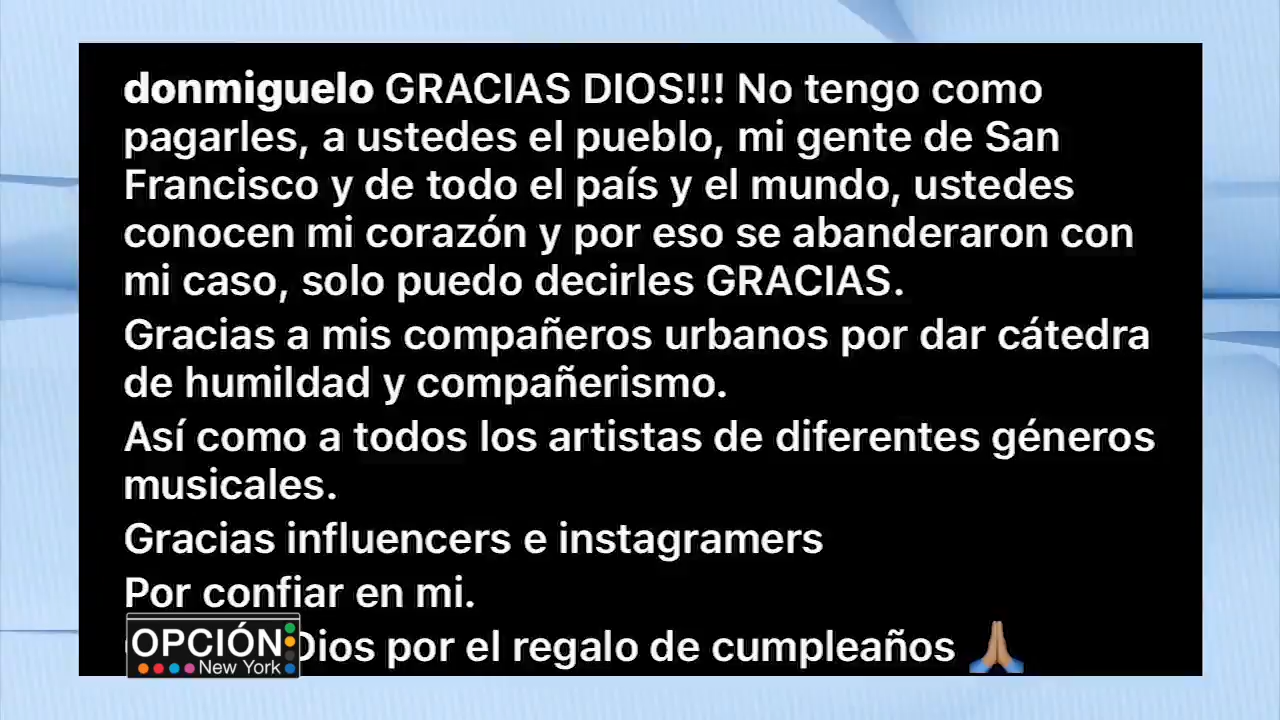 donmiguelo GRACIAS DIOS!!! No tengo como
pagarles, a ustedes el pueblo, mi gente de San
Francisco y de todo el país y el mundo, ustedes
conocen mi corazón y por eso se abanderaron con
mi caso, solo puedo decirles GRACIAS.
Gracias a mis compañeros urbanos por dar cátedra
de humildad y compañerismo.
Así como a todos los artistas de diferentes géneros
musicales.
Gracias influencers e instagramers
Por confiar en mi.
Dios por el regalo de cumpleaños 🙏🏽
OPCIÓN
New York